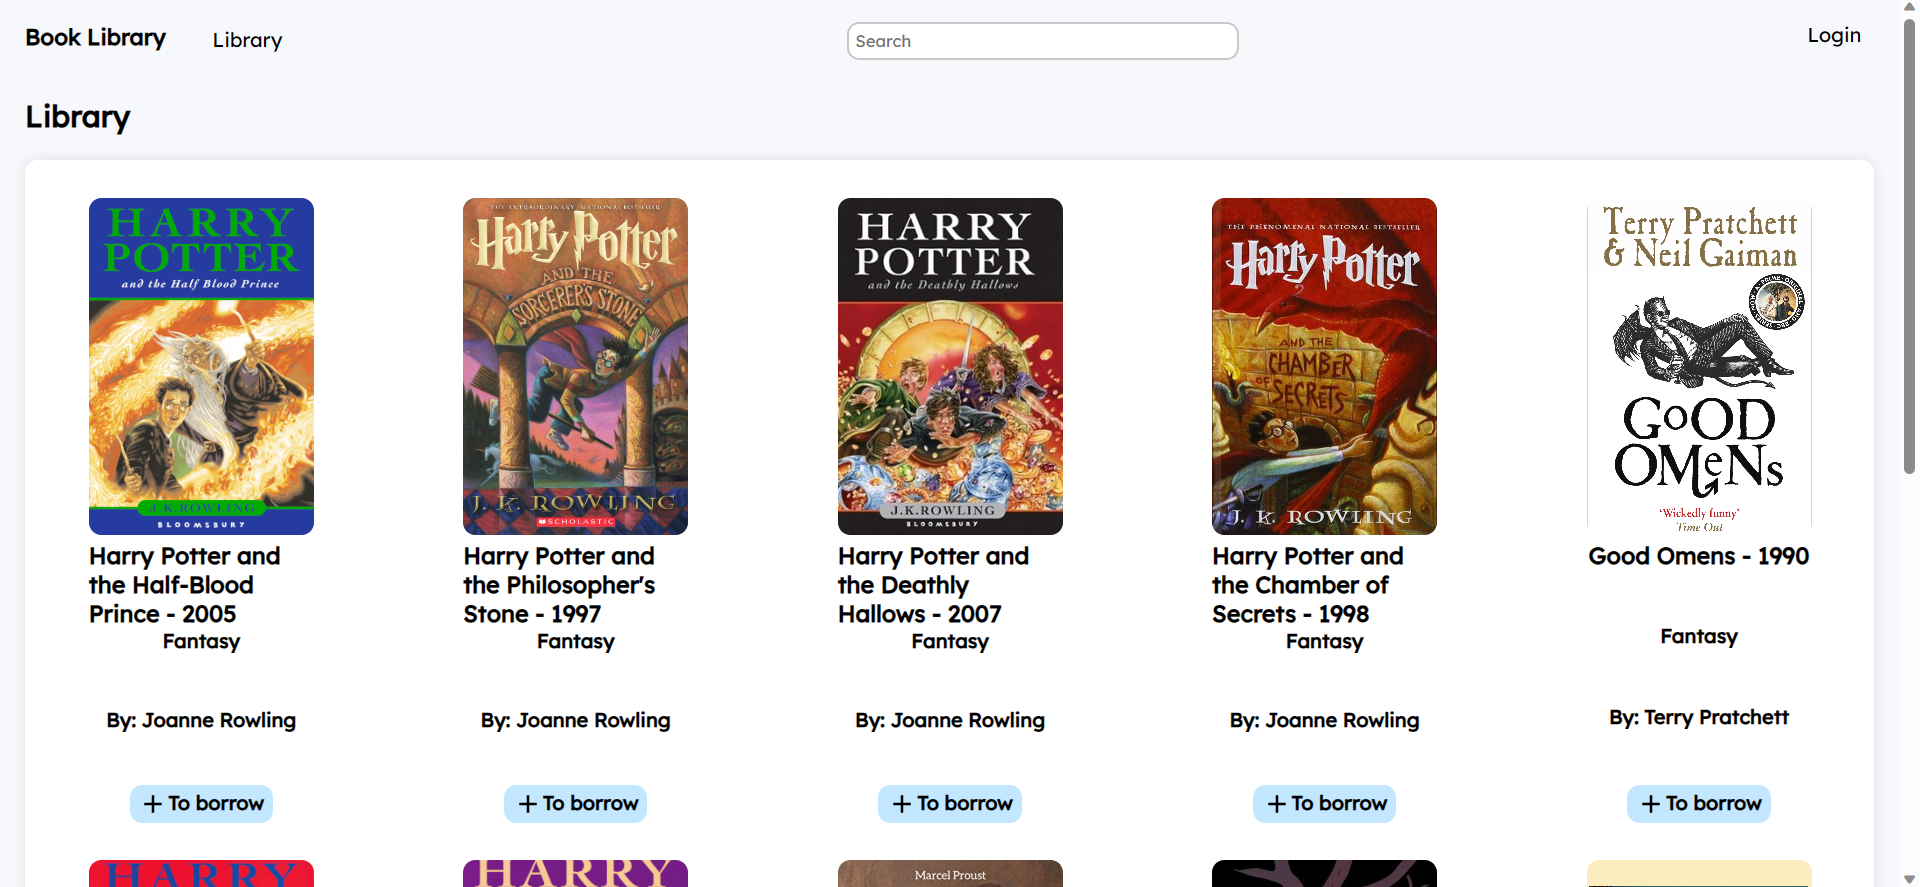 Book Library
Library
Search
Login
Library
HARRY
POTTER
and the Half Blood Prince
J.K.ROWLING
BLOOMSBURY
Harry Potter and
the Half-Blood
Prince - 2005
Fantasy
By: Joanne Rowling
+ To borrow
THE EXTRAORDINARY NATIONAL BESTSELLER
Harry Potter
AND THE
SORCERER'S STONE
J. K. ROWLING
SCHOLASTIC
Harry Potter and
the Philosopher's
Stone - 1997
Fantasy
By: Joanne Rowling
+ To borrow
HARRY
POTTER
and the Deathly Hallows
J.K.ROWLING
BLOOMSBURY
Harry Potter and
the Deathly
Hallows - 2007
Fantasy
By: Joanne Rowling
+ To borrow
THE PHENOMENAL NATIONAL BESTSELLER
Harry Potter
AND THE
CHAMBER
OF
SECRETS
J. K. ROWLING
Harry Potter and
the Chamber of
Secrets - 1998
Fantasy
By: Joanne Rowling
+ To borrow
Terry Pratchett
& Neil Gaiman
GOOD
OMENS
'Wickedly funny'
Time Out
Good Omens - 1990
Fantasy
By: Terry Pratchett
+ To borrow
HARRY
HARRY
Marcel Proust